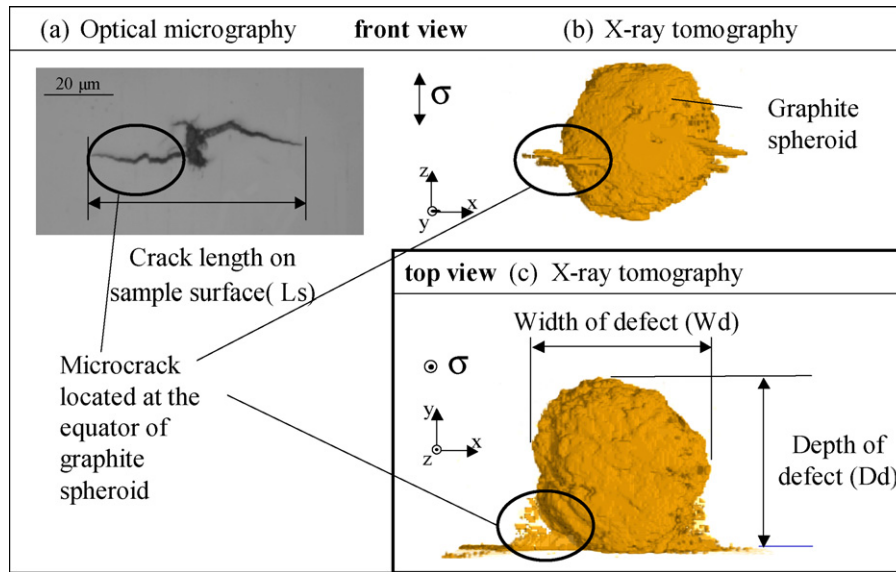 (a) Optical micrography front view (b) X-ray tomography
20 μm
σ
Graphite
spheroid
z
x
y
Crack length on
sample surface( Ls)
top view (c) X-ray tomography
Width of defect (Wd)
Microcrack
located at the
equator of
graphite
spheroid
σ
y
x
z
Depth of
defect (Dd)